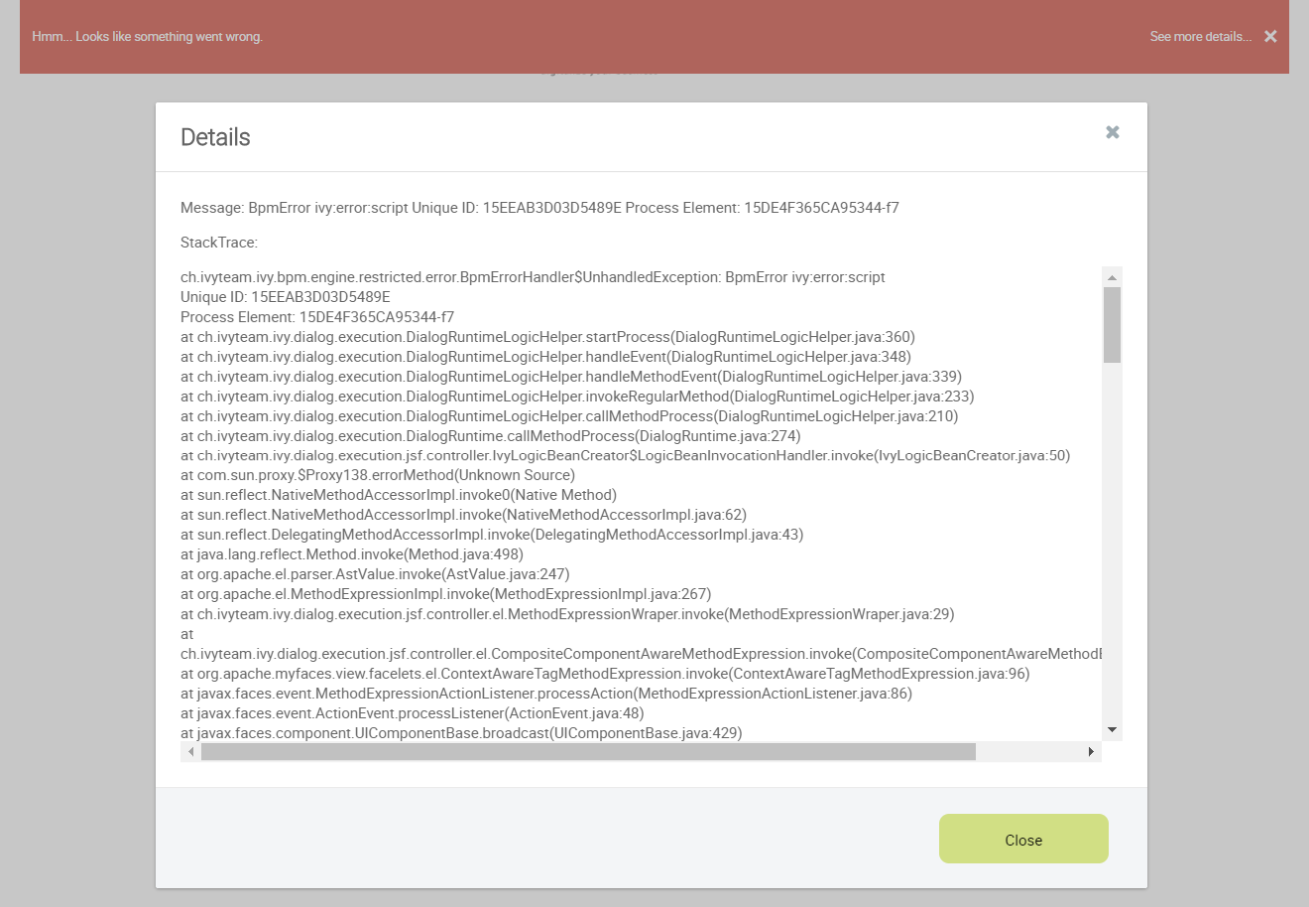 Hmm... Looks like something went wrong.
See more details...
Details
Message: BpmError ivy:error:script Unique ID: 15EEAB3D03D5489E Process Element: 15DE4F365CA95344-f7
StackTrace:
ch.ivyteam.ivy.bpm.engine.restricted.error.BpmErrorHandler$UnhandledException: BpmError ivy:error:script
Unique ID: 15EEAB3D03D5489E
Process Element: 15DE4F365CA95344-f7
at ch.ivyteam.ivy.dialog.execution.DialogRuntimeLogicHelper.startProcess(DialogRuntimeLogicHelper.java:360)
at ch.ivyteam.ivy.dialog.execution.DialogRuntimeLogicHelper.handleEvent(DialogRuntimeLogicHelper.java:348)
at ch.ivyteam.ivy.dialog.execution.DialogRuntimeLogicHelper.handleMethodEvent(DialogRuntimeLogicHelper.java:339)
at ch.ivyteam.ivy.dialog.execution.DialogRuntimeLogicHelper.invokeRegularMethod(DialogRuntimeLogicHelper.java:233)
at ch.ivyteam.ivy.dialog.execution.DialogRuntimeLogicHelper.callMethodProcess(DialogRuntimeLogicHelper.java:210)
at ch.ivyteam.ivy.dialog.execution.DialogRuntime.callMethodProcess(DialogRuntime.java:274)
at ch.ivyteam.ivy.dialog.execution.jsf.controller.IvyLogicBeanCreator$LogicBeanInvocationHandler.invoke(IvyLogicBeanCreator.java:50)
at com.sun.proxy.$Proxy138.errorMethod(Unknown Source)
at sun.reflect.NativeMethodAccessorImpl.invoke0(Native Method)
at sun.reflect.NativeMethodAccessorImpl.invoke(NativeMethodAccessorImpl.java:62)
at sun.reflect.DelegatingMethodAccessorImpl.invoke(DelegatingMethodAccessorImpl.java:43)
at java.lang.reflect.Method.invoke(Method.java:498)
at org.apache.el.parser.AstValue.invoke(AstValue.java:247)
at org.apache.el.MethodExpressionImpl.invoke(MethodExpressionImpl.java:267)
at ch.ivyteam.ivy.dialog.execution.jsf.controller.el.MethodExpressionWraper.invoke(MethodExpressionWraper.java:29)
at
ch.ivyteam.ivy.dialog.execution.jsf.controller.el.CompositeComponentAwareMethodExpression.invoke(CompositeComponentAwareMethodE
at org.apache.myfaces.view.facelets.el.ContextAwareTagMethodExpression.invoke(ContextAwareTagMethodExpression.java:96)
at javax.faces.event.MethodExpressionActionListener.processAction(MethodExpressionActionListener.java:86)
at javax.faces.event.ActionEvent.processListener(ActionEvent.java:48)
at javax.faces.component.UIComponentBase.broadcast(UIComponentBase.java:429)
Close